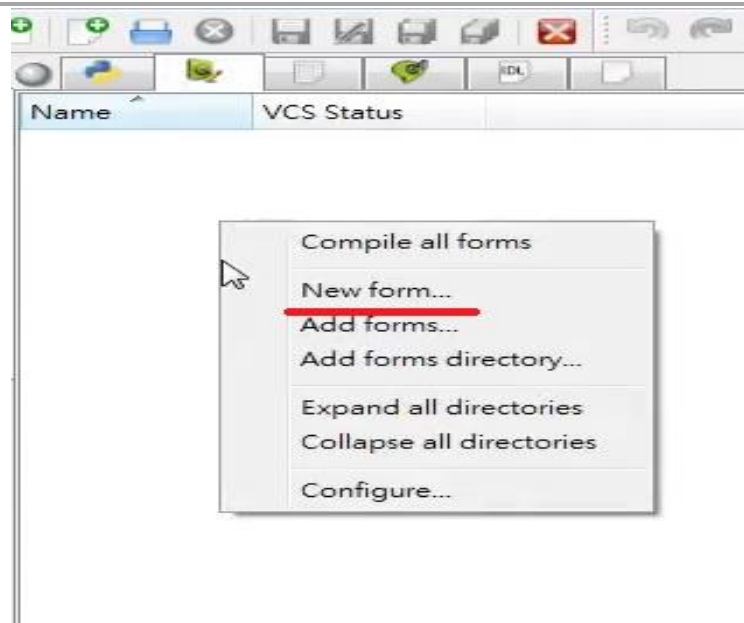 IDL
Name
VCS Status
Compile all forms
New form...
Add forms...
Add forms directory...
Expand all directories
Collapse all directories
Configure...